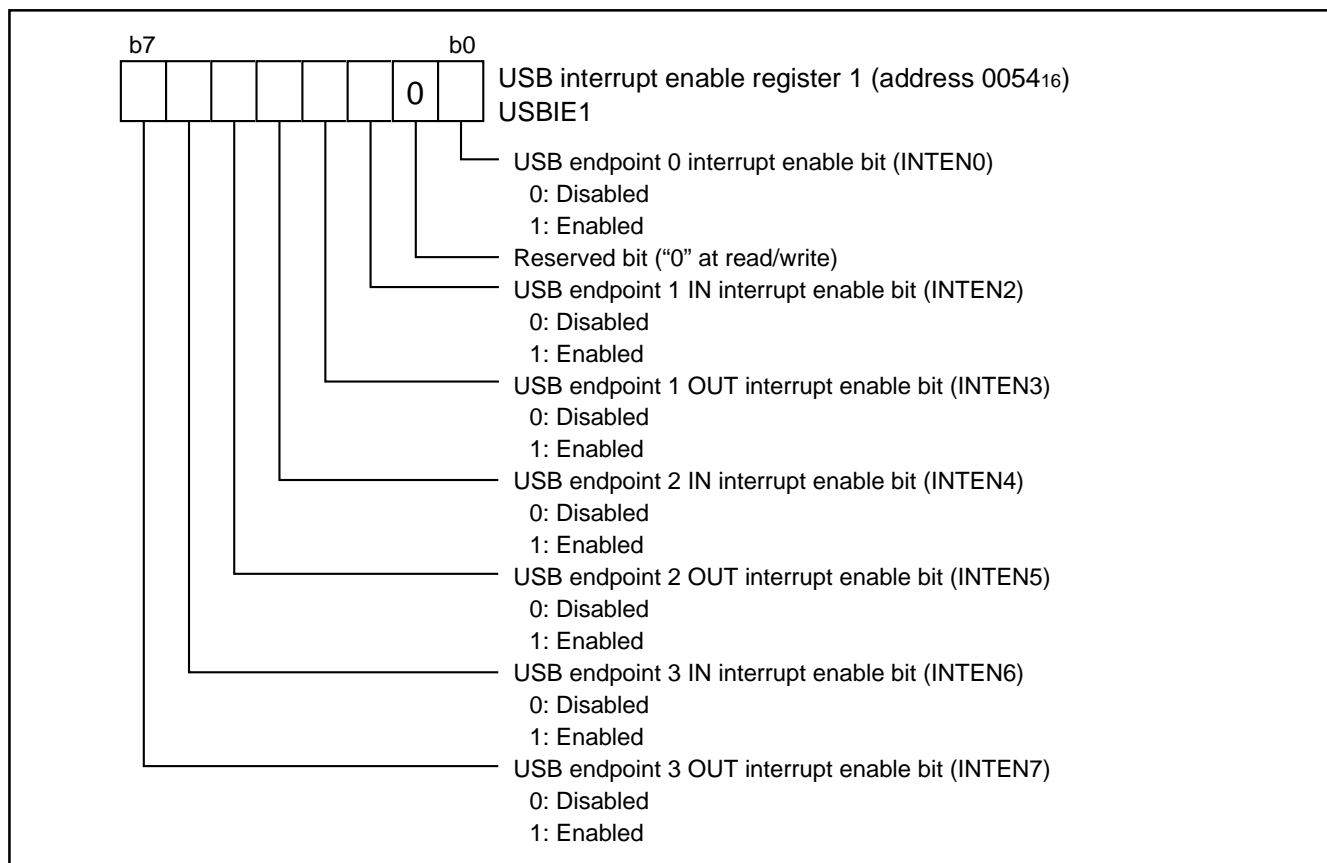 b7 b0
0
USB interrupt enable register 1 (address 0054₁₆)
USBIE1
USB endpoint 0 interrupt enable bit (INTEN0)
0: Disabled
1: Enabled
Reserved bit (“0” at read/write)
USB endpoint 1 IN interrupt enable bit (INTEN2)
0: Disabled
1: Enabled
USB endpoint 1 OUT interrupt enable bit (INTEN3)
0: Disabled
1: Enabled
USB endpoint 2 IN interrupt enable bit (INTEN4)
0: Disabled
1: Enabled
USB endpoint 2 OUT interrupt enable bit (INTEN5)
0: Disabled
1: Enabled
USB endpoint 3 IN interrupt enable bit (INTEN6)
0: Disabled
1: Enabled
USB endpoint 3 OUT interrupt enable bit (INTEN7)
0: Disabled
1: Enabled